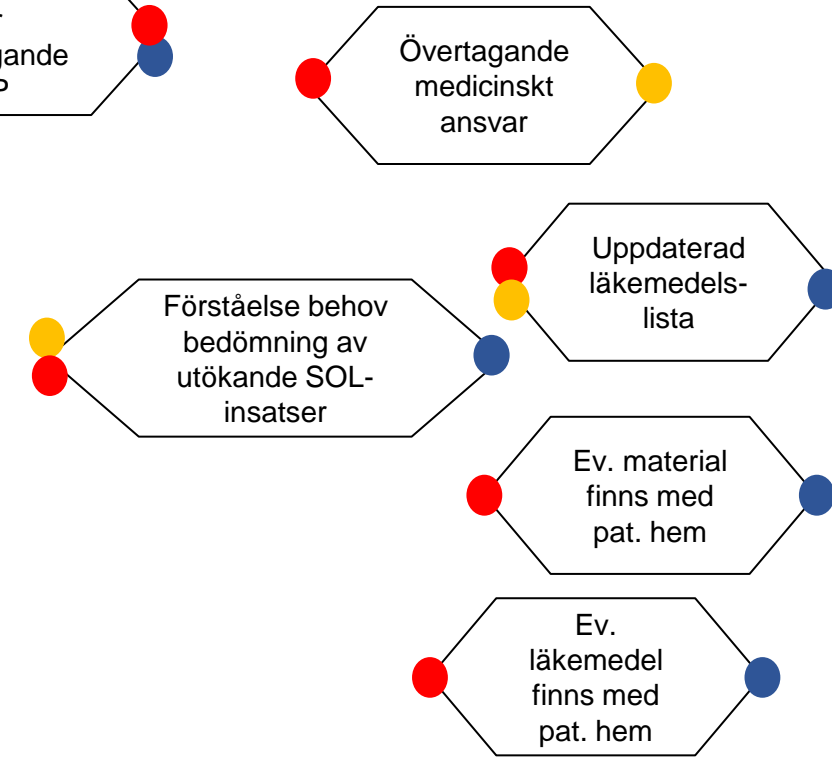 Övertagande
medicinskt
ansvar
Uppdaterad
läkemedels-
lista
Förståelse behov
bedömning av
utökande SOL-
insatser
Ev. material
finns med
pat. hem
Ev.
läkemedel
finns med
pat. hem